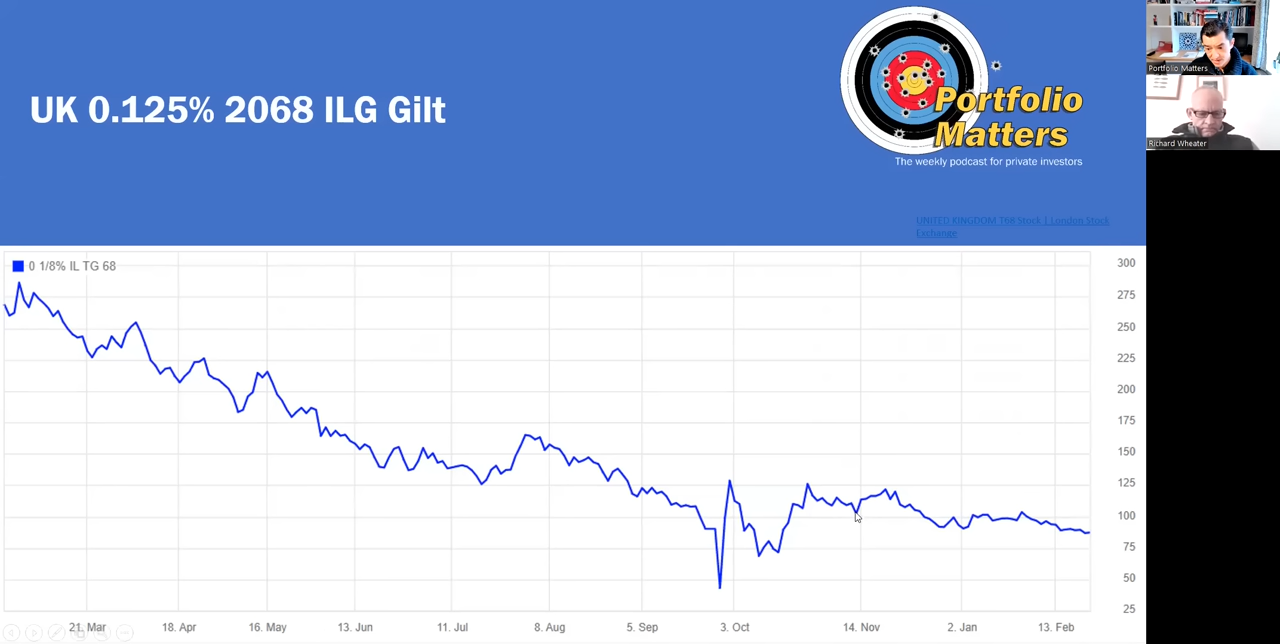 UK 0.125% 2068 ILG Gilt
Portfolio
Matters
The weekly podcast for private investors
UNITED KINGDOM T68 Stock | London Stock
Exchange
Portfolio Matters
Richard Wheater
0 1/8% IL TG 68
300
275
250
225
200
175
150
125
100
75
50
25
21. Mar
18. Apr
16. May
13. Jun
11. Jul
8. Aug
5. Sep
3. Oct
14. Nov
2. Jan
13. Feb